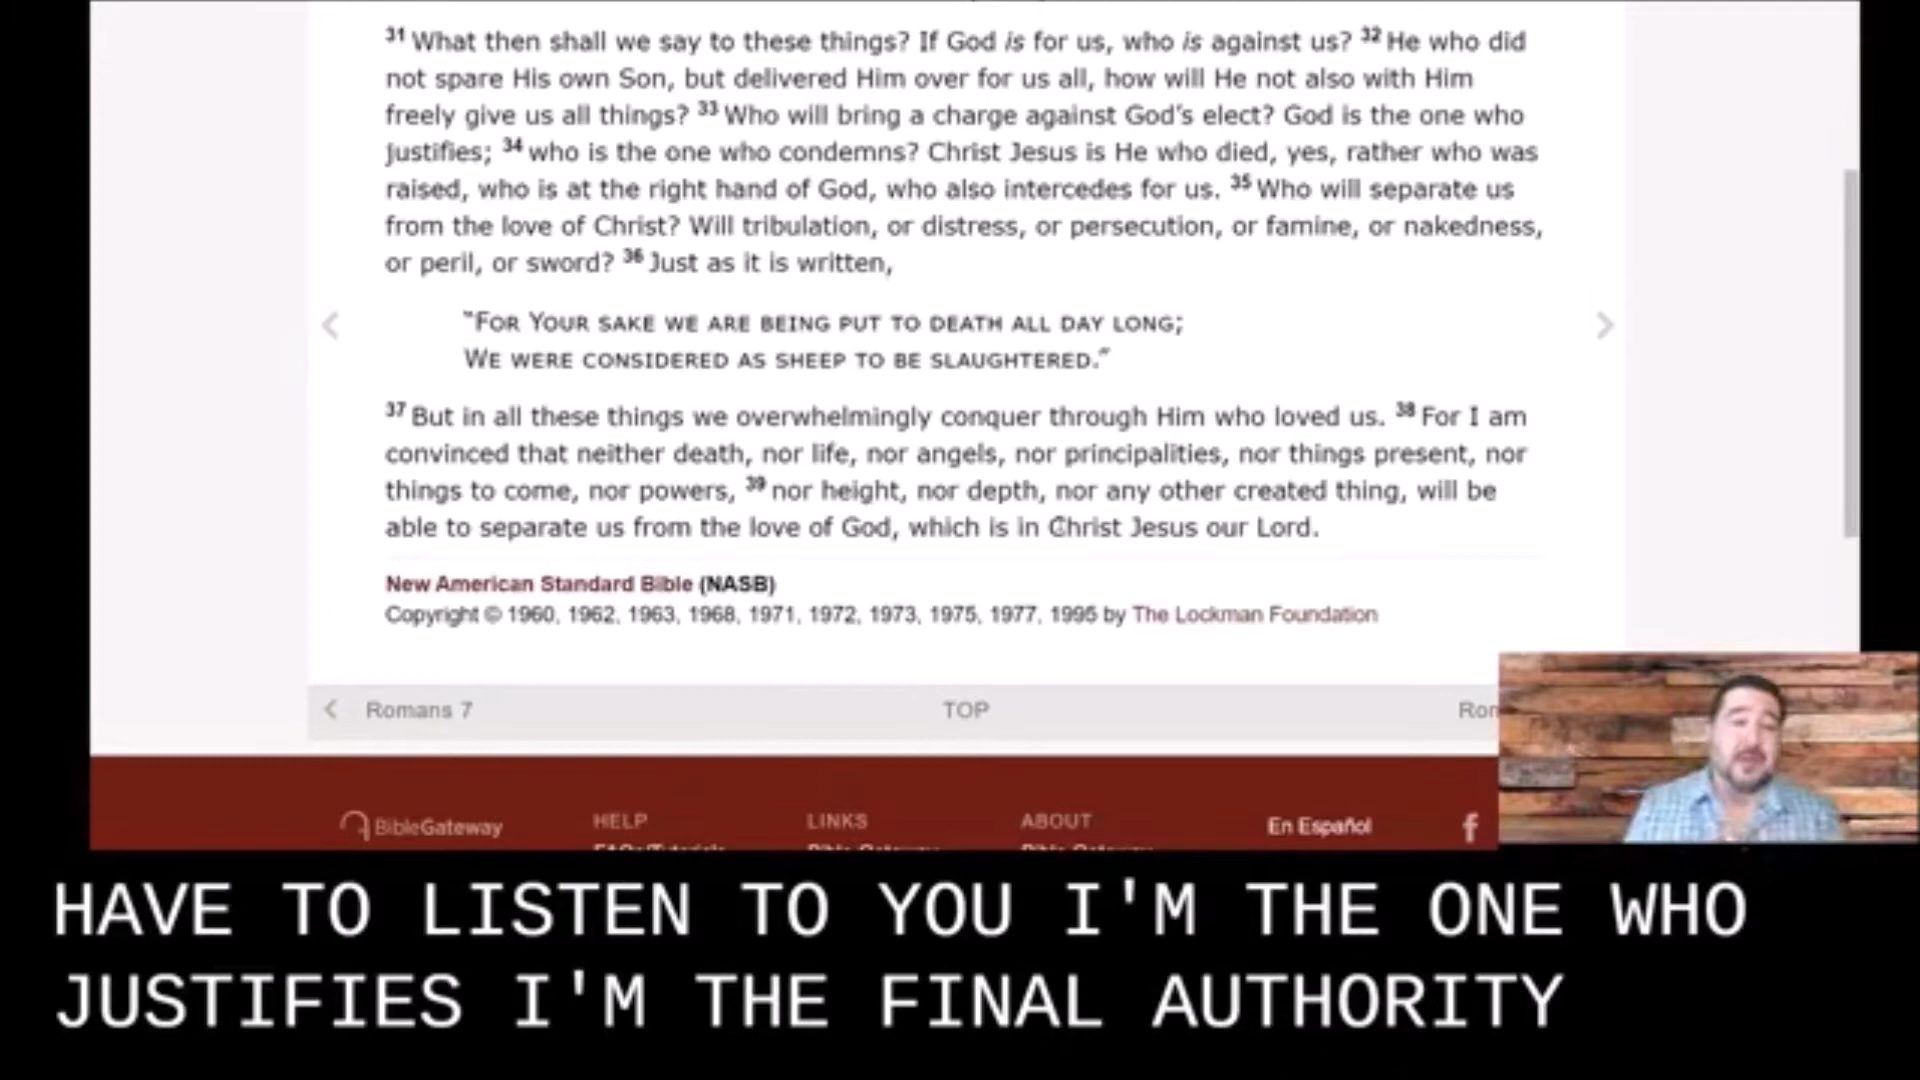 31 What then shall we say to these things? If God is for us, who is against us? 32 He who did
not spare His own Son, but delivered Him over for us all, how will He not also with Him
freely give us all things? 33 Who will bring a charge against God's elect? God is the one who
justifies; 34 who is the one who condemns? Christ Jesus is He who died, yes, rather who was
raised, who is at the right hand of God, who also intercedes for us. 35 Who will separate us
from the love of Christ? Will tribulation, or distress, or persecution, or famine, or nakedness,
or peril, or sword? 36 Just as it is written,
“For Your sake we are being put to death all day long;
We were considered as sheep to be slaughtered.”
37 But in all these things we overwhelmingly conquer through Him who loved us. 38 For I am
convinced that neither death, nor life, nor angels, nor principalities, nor things present, nor
things to come, nor powers, 39 nor height, nor depth, nor any other created thing, will be
able to separate us from the love of God, which is in Christ Jesus our Lord.
New American Standard Bible (NASB)
Copyright © 1960, 1962, 1963, 1968, 1971, 1972, 1973, 1975, 1977, 1995 by The Lockman Foundation
Romans 7 TOP
BibleGateway HELP LINKS ABOUT En Español f
HAVE TO LISTEN TO YOU I'M THE ONE WHO
JUSTIFIES I'M THE FINAL AUTHORITY